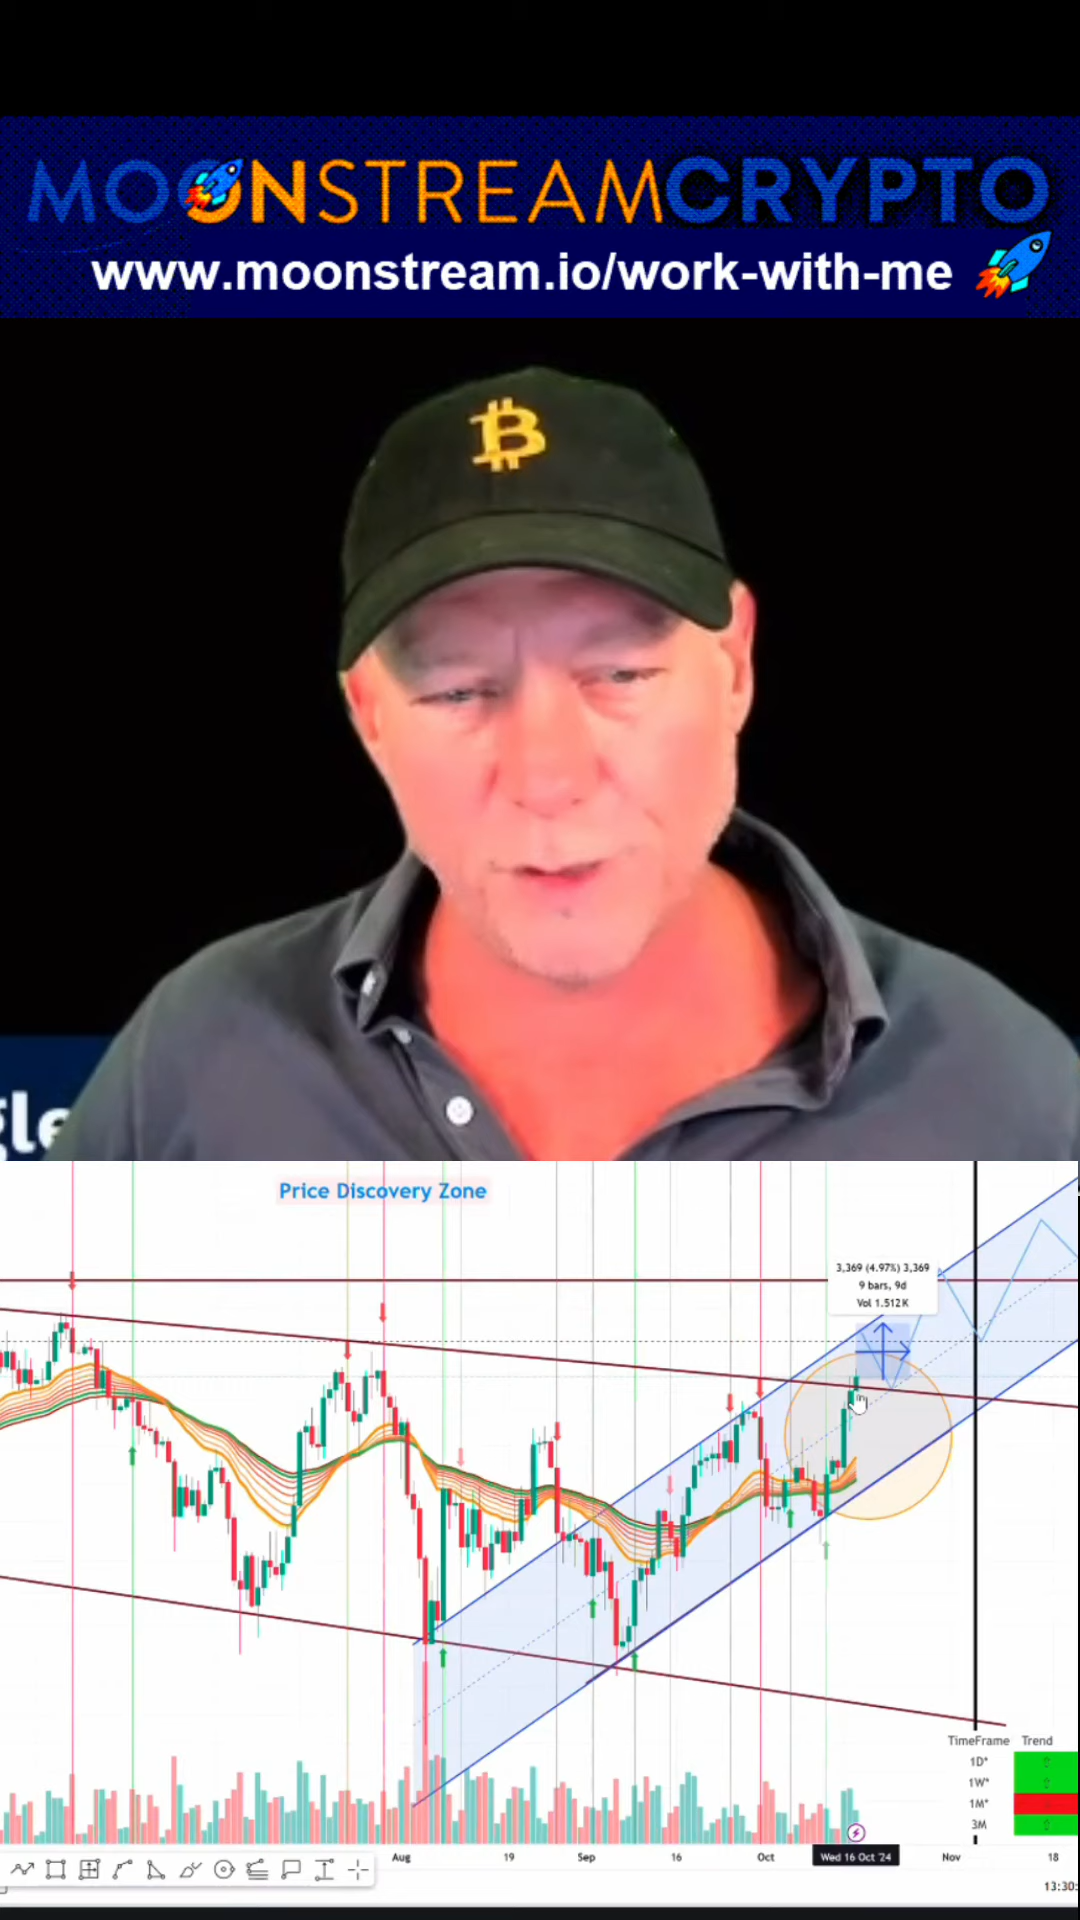 MOONSTREAMCRYPTO
www.moonstream.io/work-with-me
gle
Price Discovery Zone
3,369 (4.97%) 3,369
9 bars, 9d
Vol 1.512K
TimeFrame Trend
1D*
1W*
1M*
3M
Aug 19 Sep 16 Oct Wed 16 Oct '24 Nov 18
13:30: